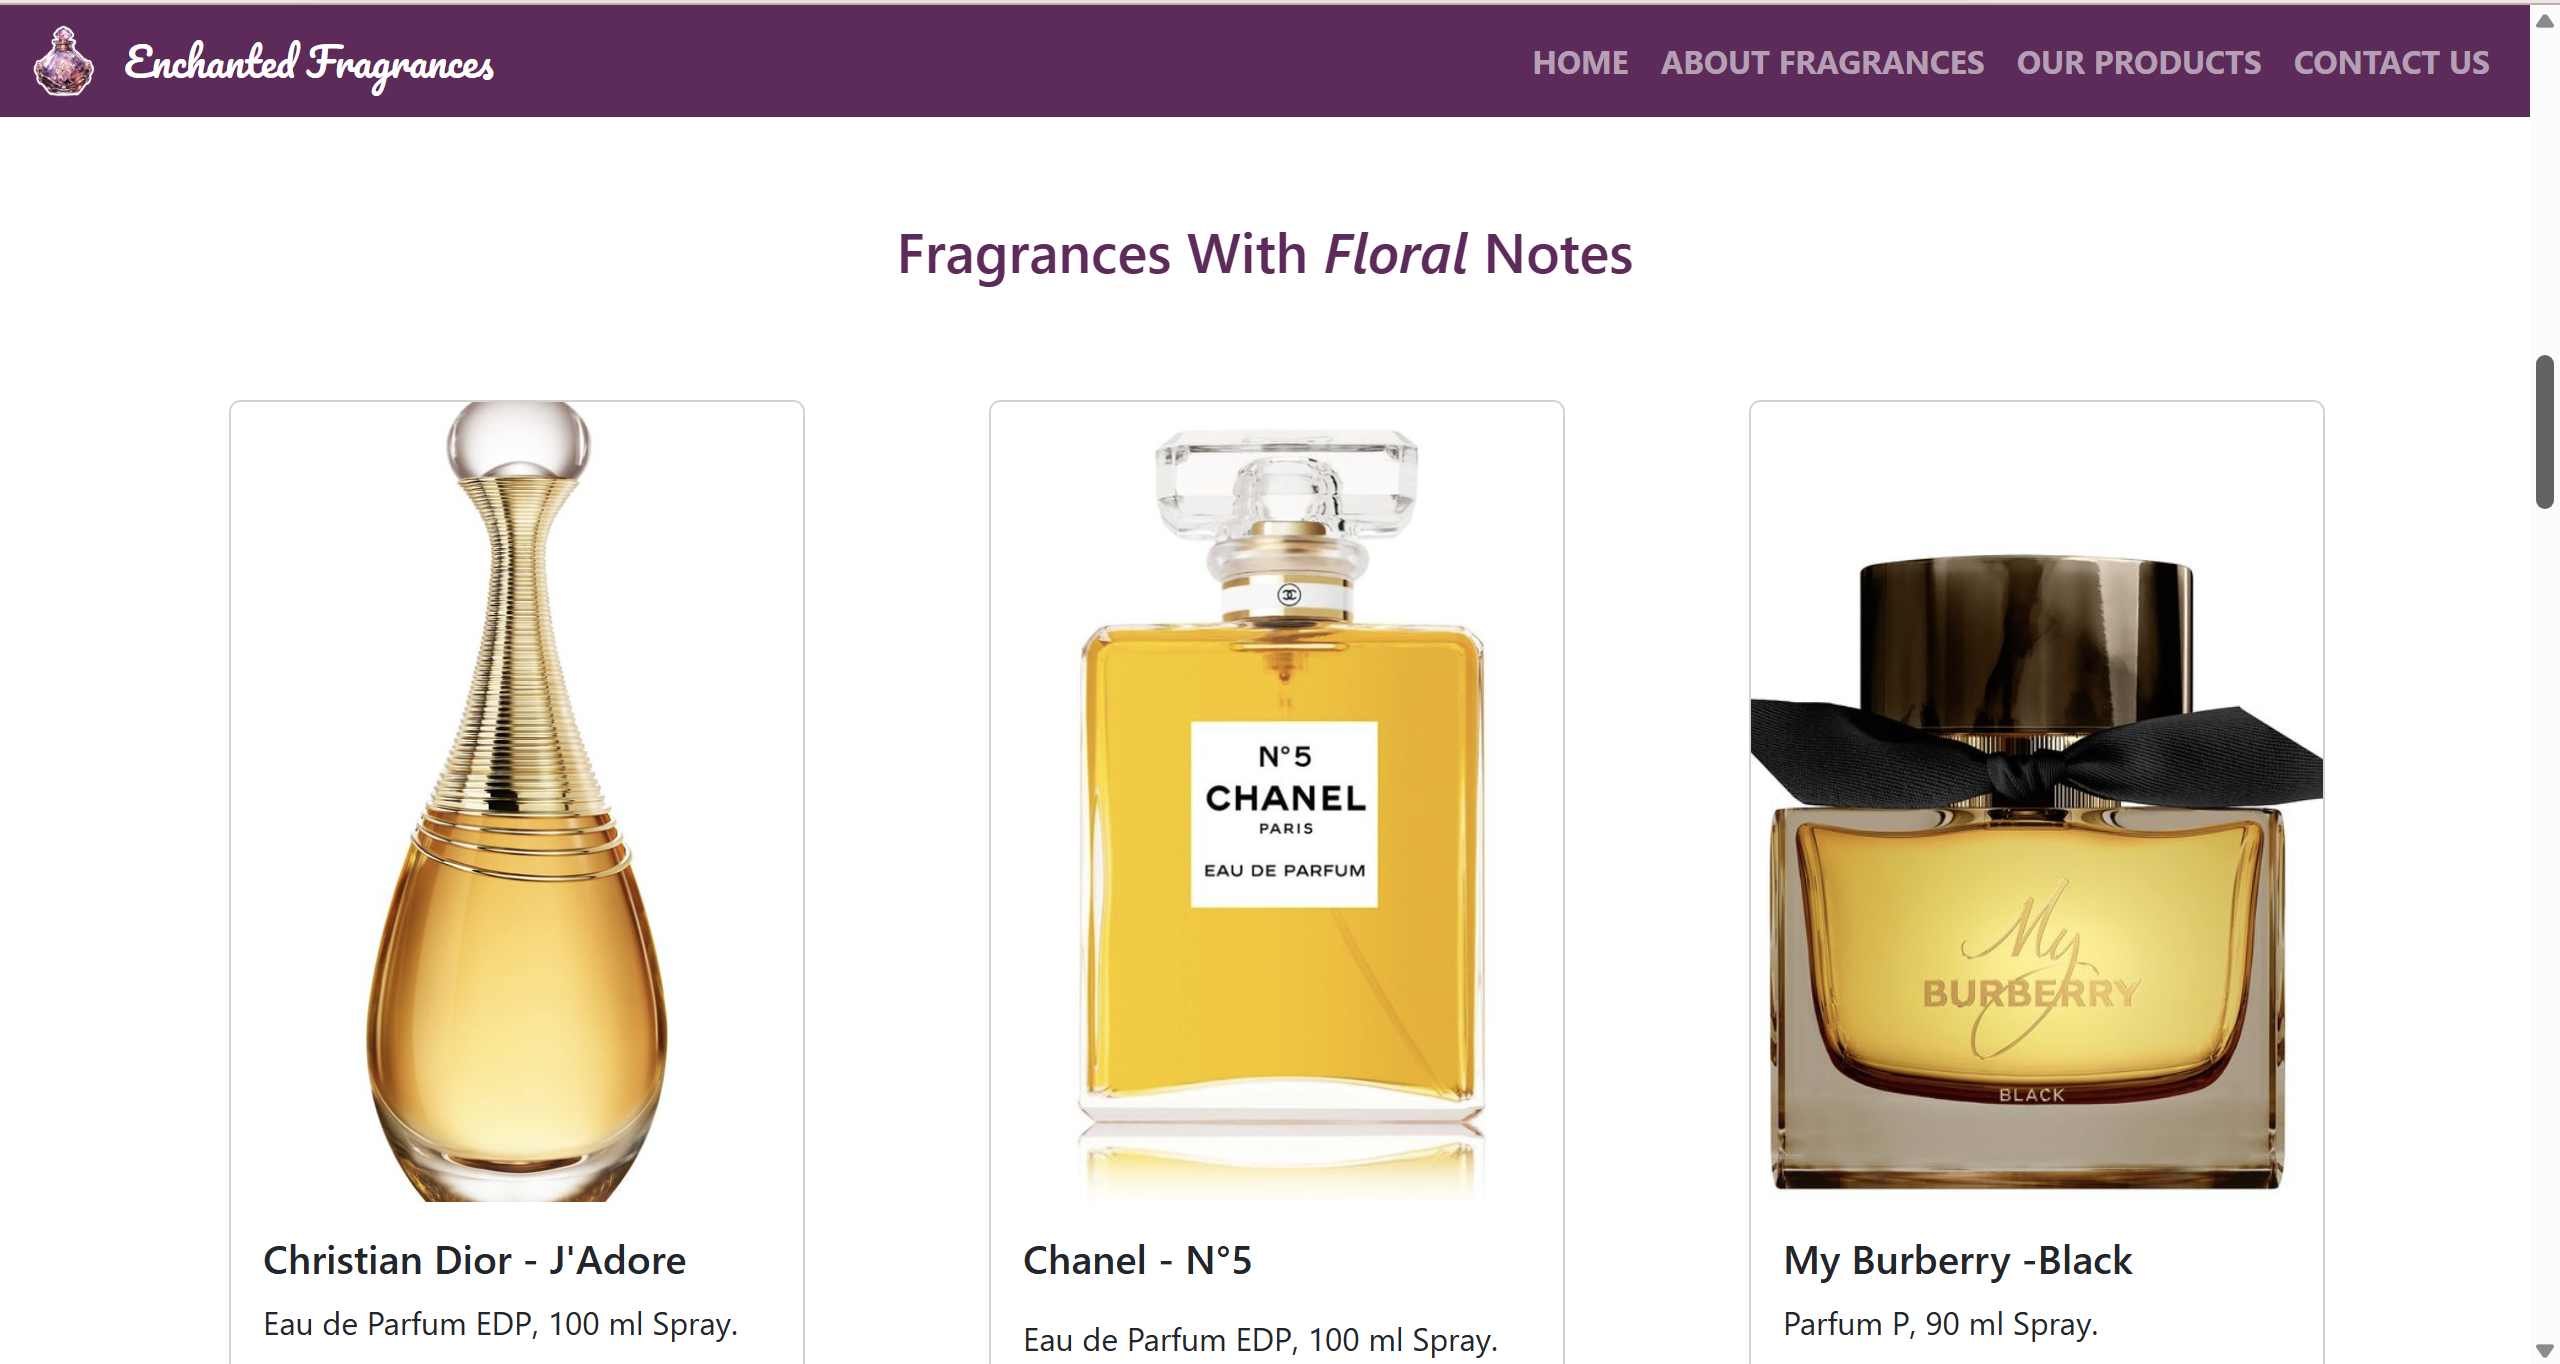 Enchanted Fragrances
HOME ABOUT FRAGRANCES OUR PRODUCTS CONTACT US
Fragrances With Floral Notes
N°5
CHANEL
PARIS
EAU DE PARFUM
My
BURBERRY
BLACK
Christian Dior - J'Adore
Eau de Parfum EDP, 100 ml Spray.
Chanel - N°5
Eau de Parfum EDP, 100 ml Spray.
My Burberry -Black
Parfum P, 90 ml Spray.